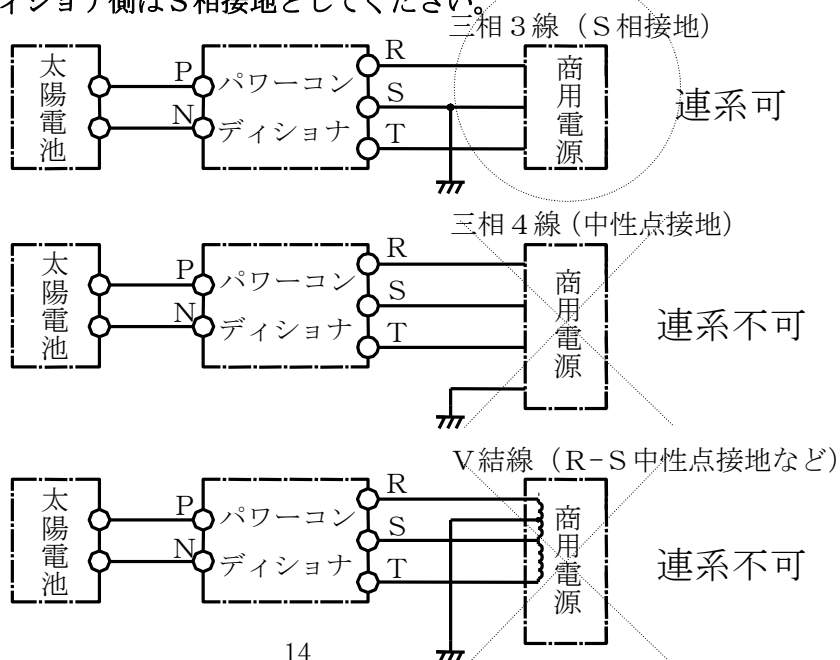 ィショナ側はS相接地としてください。
三相3線（S相接地）
太陽電池
P
N
パワーコン
ディショナ
R
S
T
商用電源
連系可
三相4線（中性点接地）
太陽電池
P
N
パワーコン
ディショナ
R
S
T
商用電源
連系不可
V結線（R-S中性点接地など）
太陽電池
P
N
パワーコン
ディショナ
R
S
T
商用電源
連系不可
14